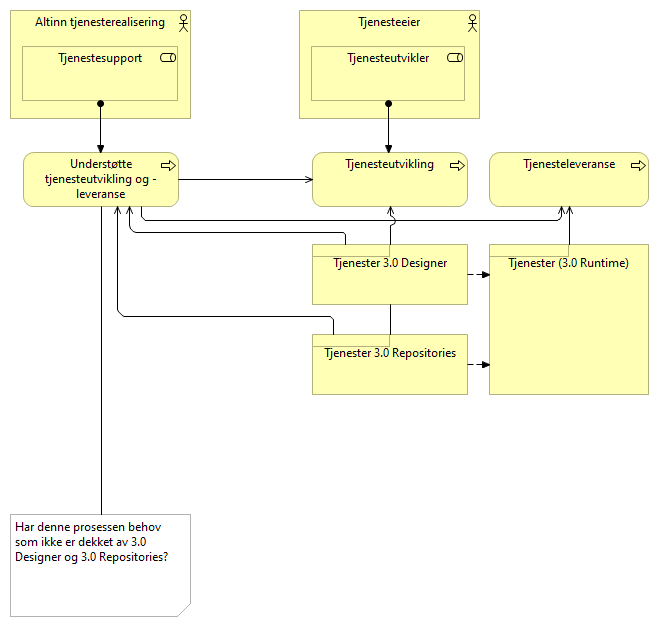 Altinn tjenesterealisering
Tjenestesupport
Tjenesteeier
Tjenesteutvikler
Understøtte
tjenesteutvikling og -
leveranse
Tjenesteutvikling
Tjenesteleveranse
Tjenester 3.0 Designer
Tjenester (3.0 Runtime)
Tjenester 3.0 Repositories
Har denne prosessen behov
som ikke er dekket av 3.0
Designer og 3.0 Repositories?